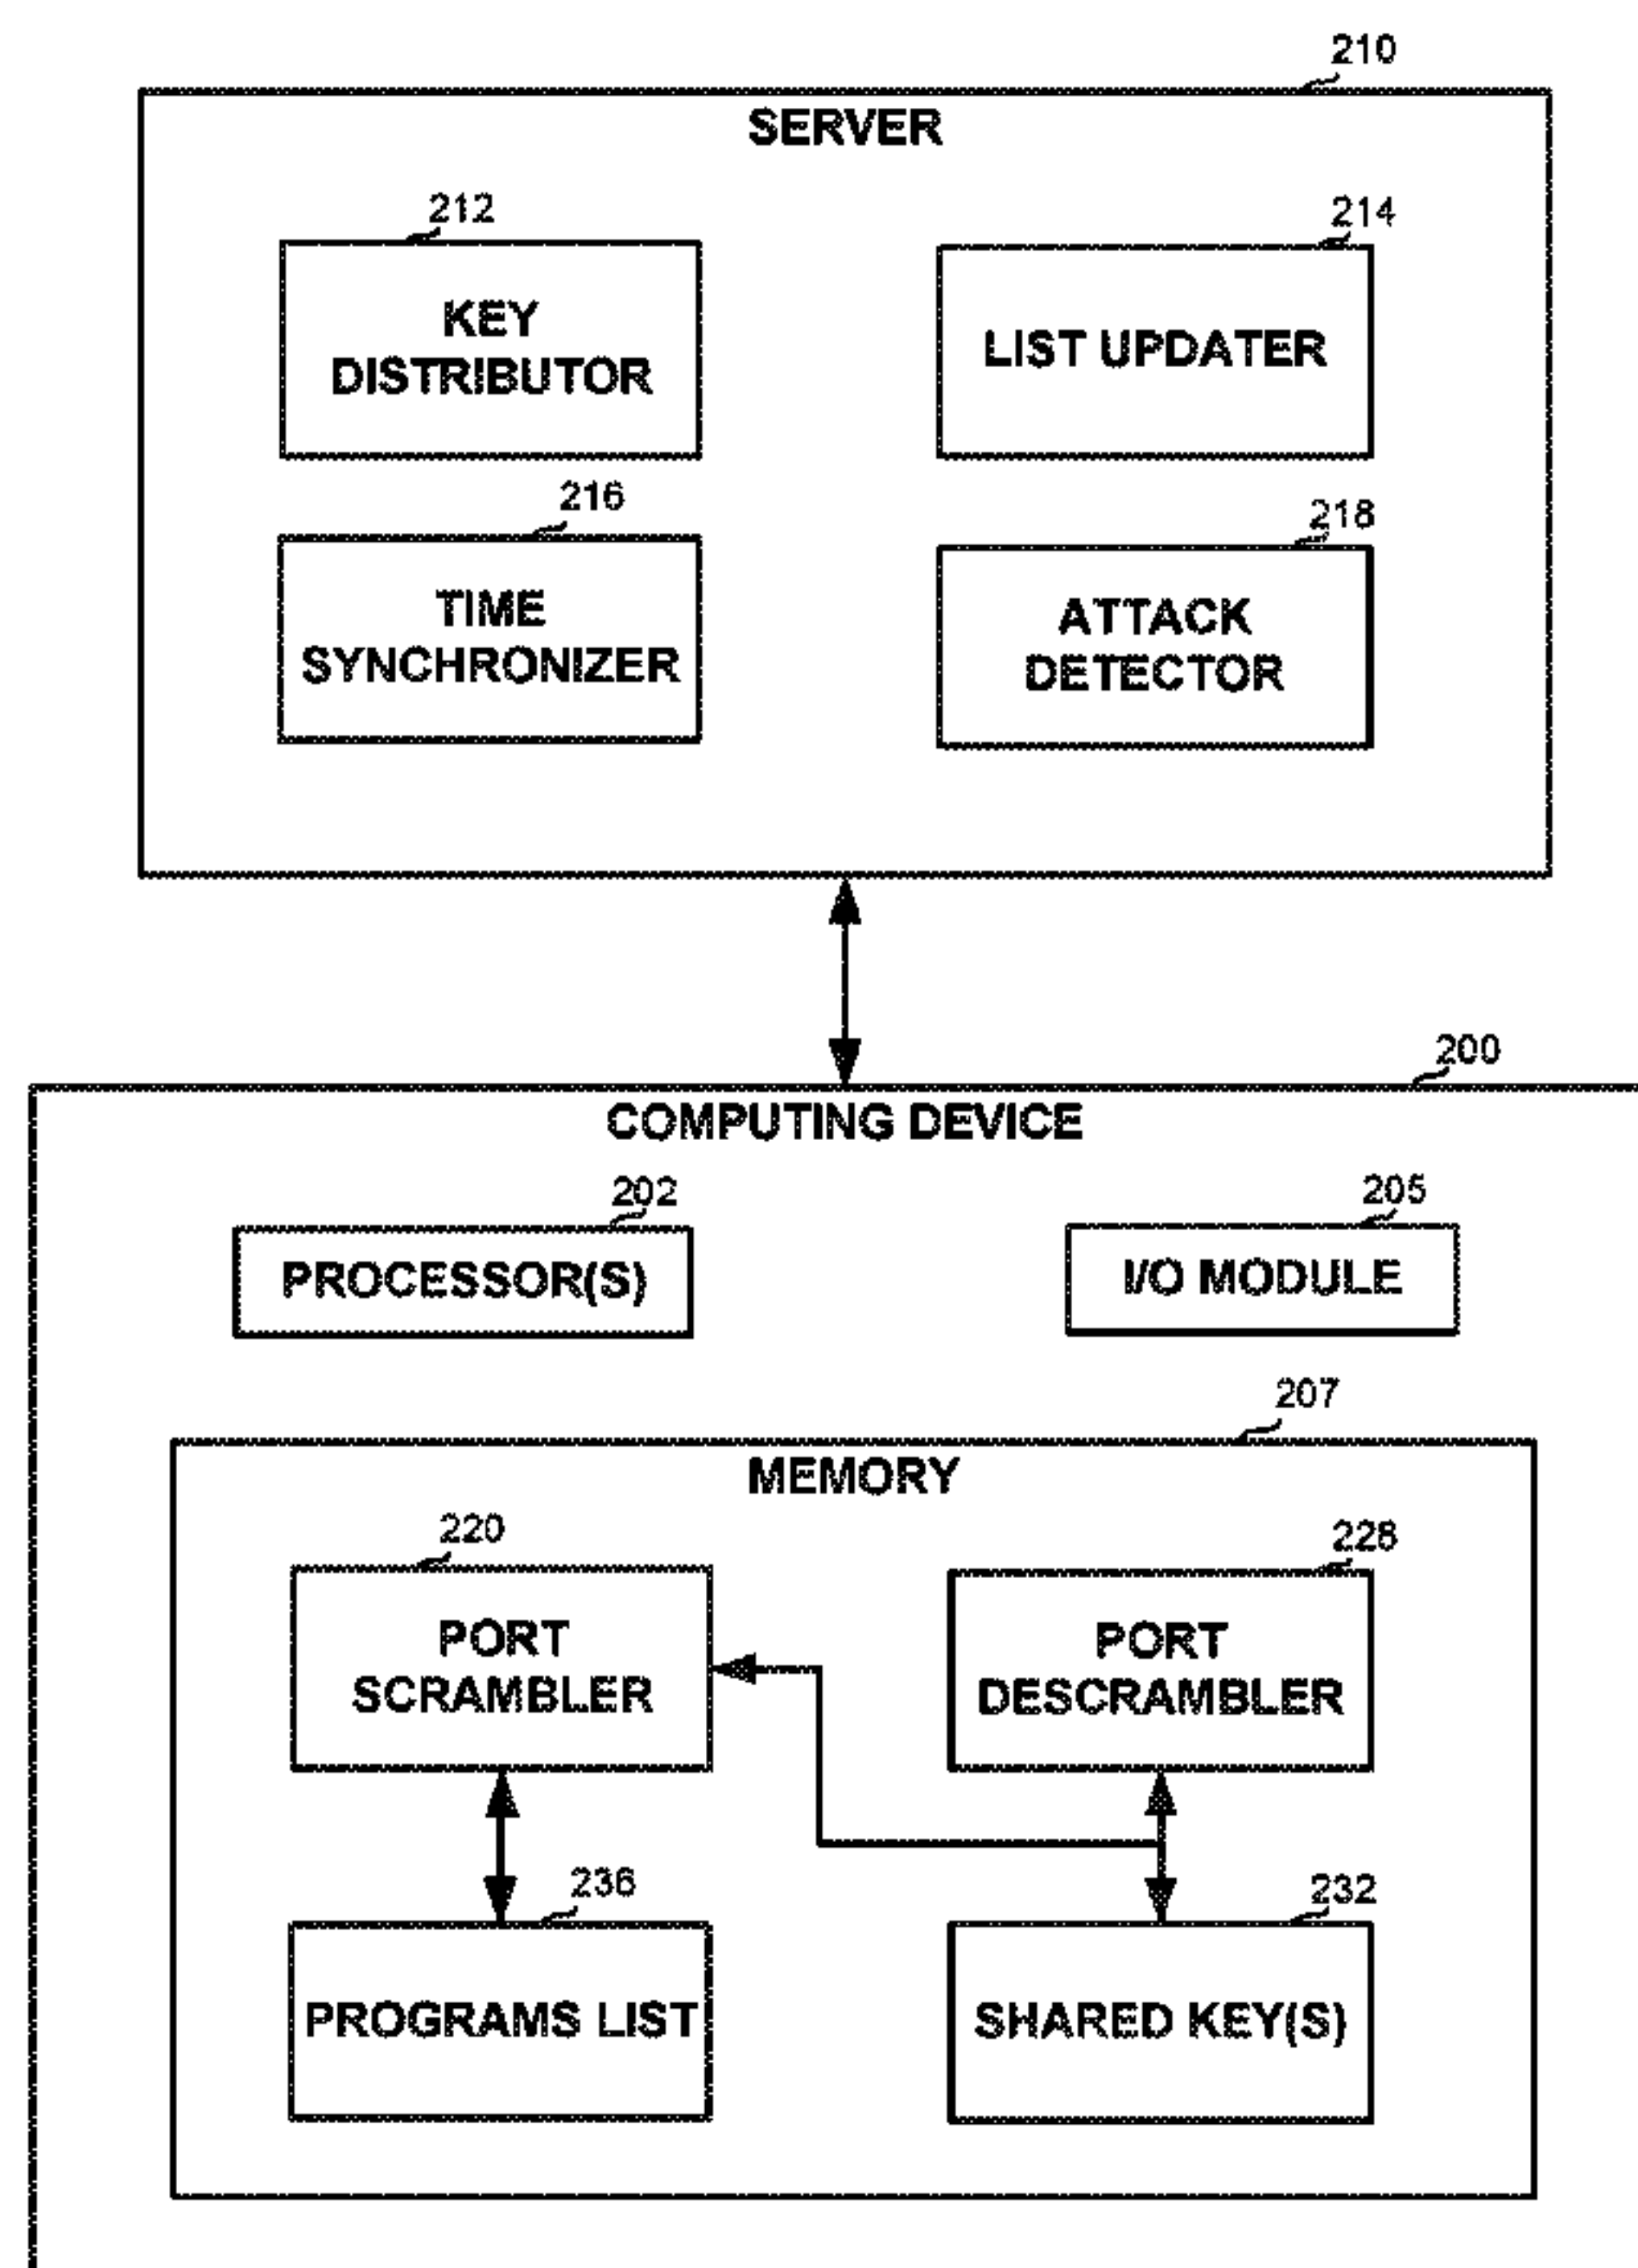 210
SERVER
212
214
KEY
DISTRIBUTOR
LIST UPDATER
216
218
TIME
SYNCHRONIZER
ATTACK
DETECTOR
200
COMPUTING DEVICE
202
205
PROCESSOR(S)
I/O MODULE
207
MEMORY
220
228
PORT
SCRAMBLER
PORT
DESCRAMBLER
236
232
PROGRAMS LIST
SHARED KEY(S)